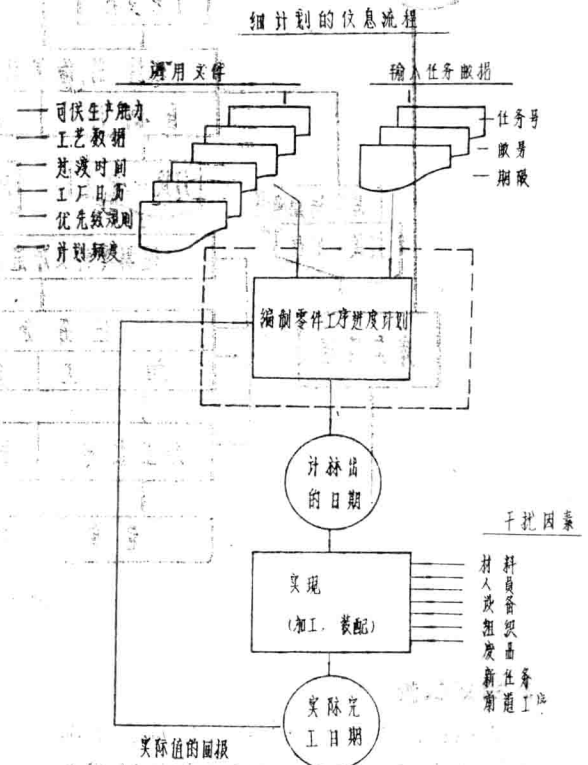 细计划的信息流程
调用文件
输入任务数据
可供生产能力
工艺数据
过渡时间
工厂日历
优先级规则
计划频度
任务号
数另
期限
编制零件工序进度计划
计标出
的日期
干扰因素
实现
(加工，装配)
材料
人员
设备
组织
废品
新任务
前道工序
实际完
工日期
实际值的回报